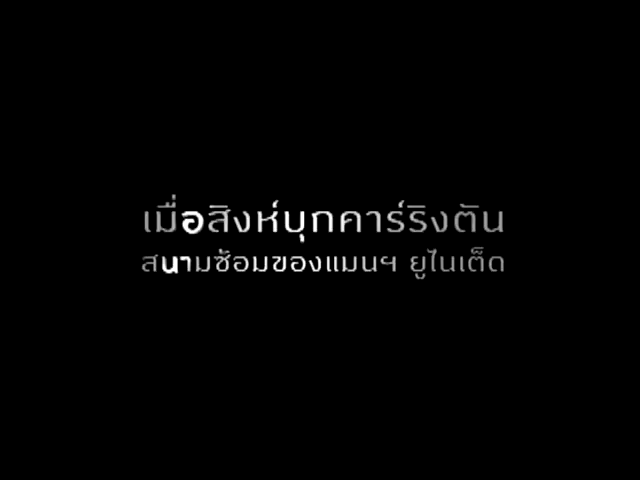 เมื่อสิงห์บุกคาร์ริงตัน
สนามซ้อมของแมนฯ ยูไนเต็ด